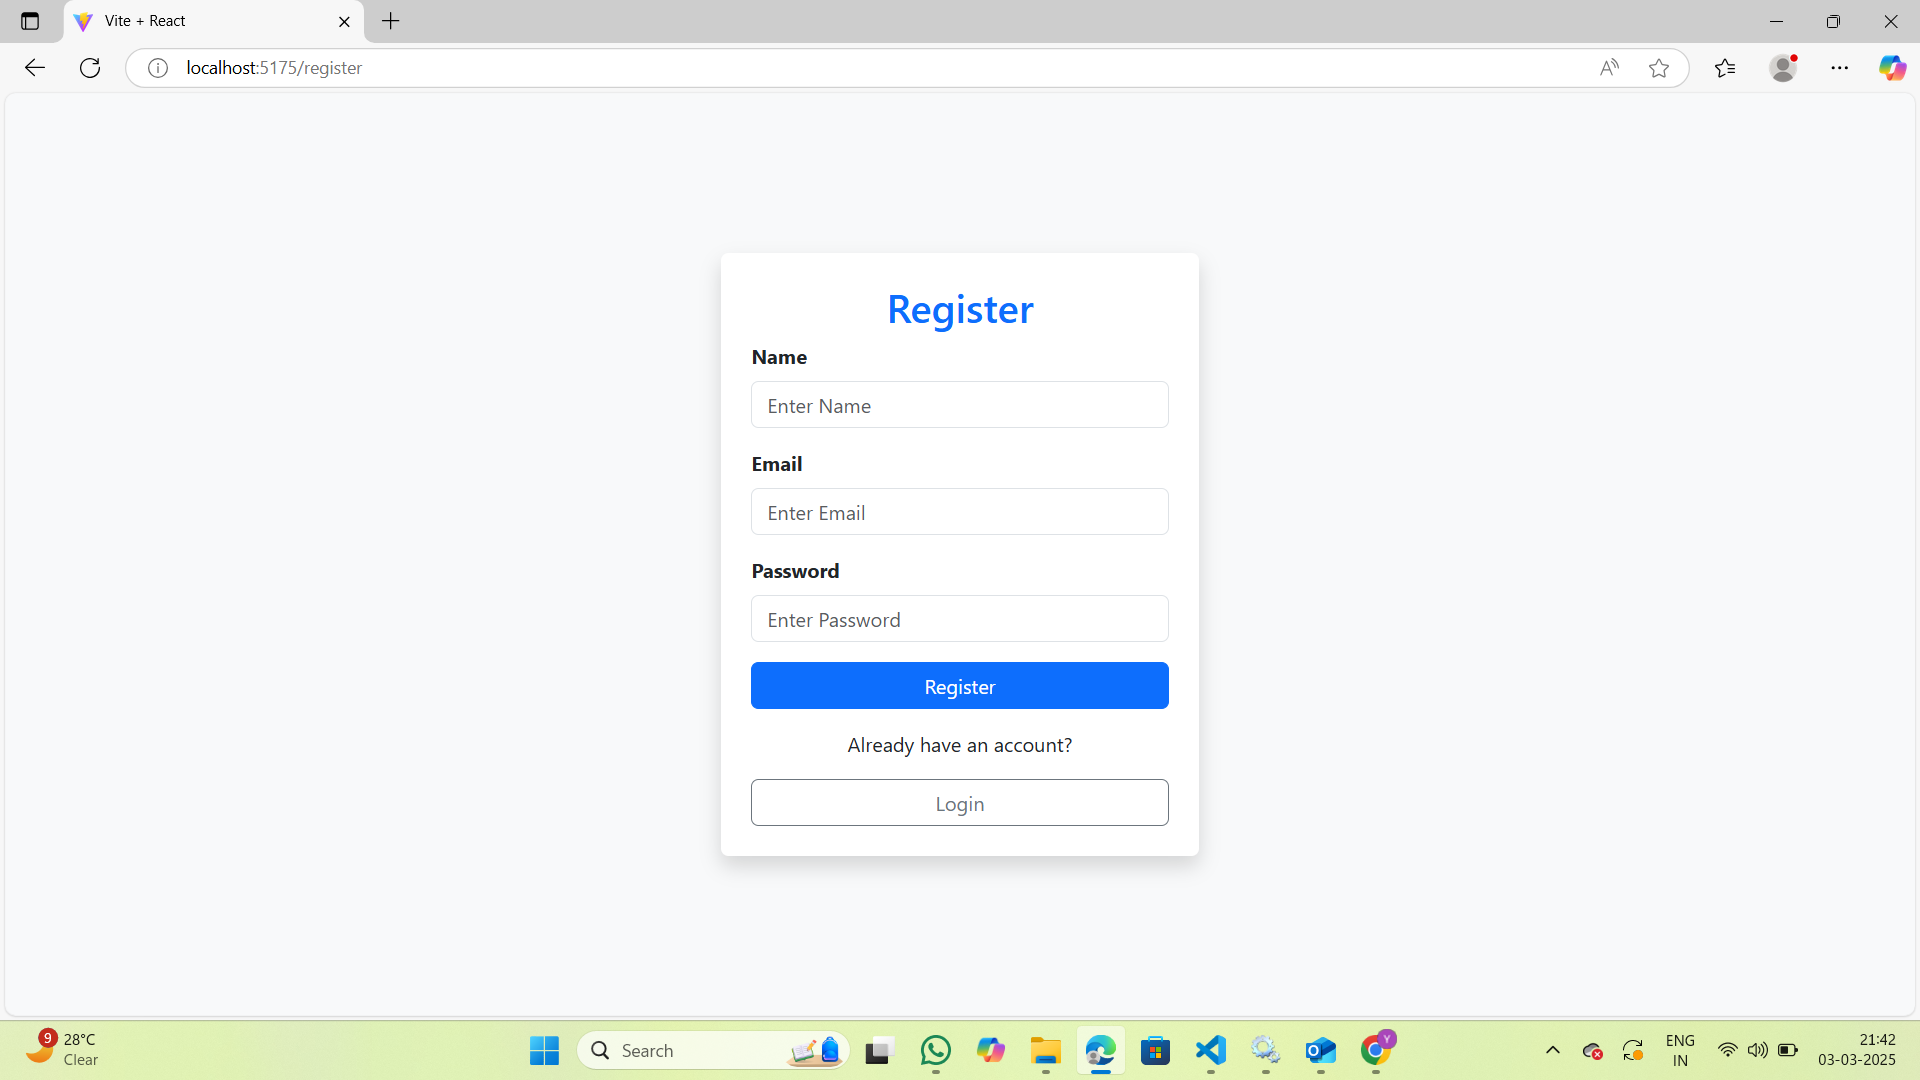 Vite + React
localhost:5175/register
Register
Name
Enter Name
Email
Enter Email
Password
Enter Password
Register
Already have an account?
Login
9
28°C
Clear
Search
Y
ENG
IN
21:42
03-03-2025